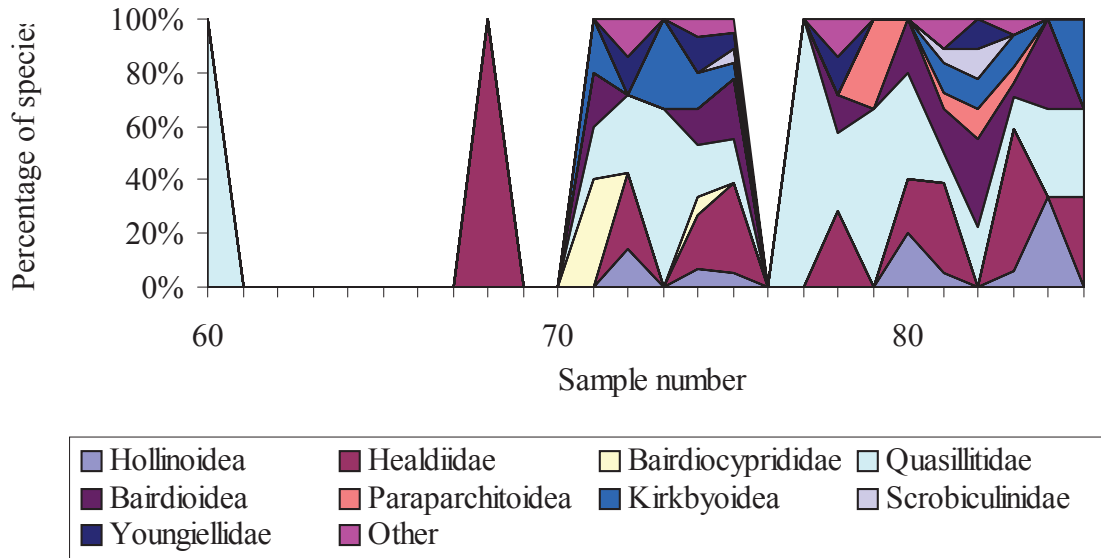 100%
80%
60%
40%
20%
0%
Percentage of species
60 70 80
Sample number
Hollinoidea Healdiidae Bairdiocyprididae Quasillitidae
Bairdioidea Paraparchitoidea Kirkbyoidea Scrobiculinidae
Youngiellidae Other